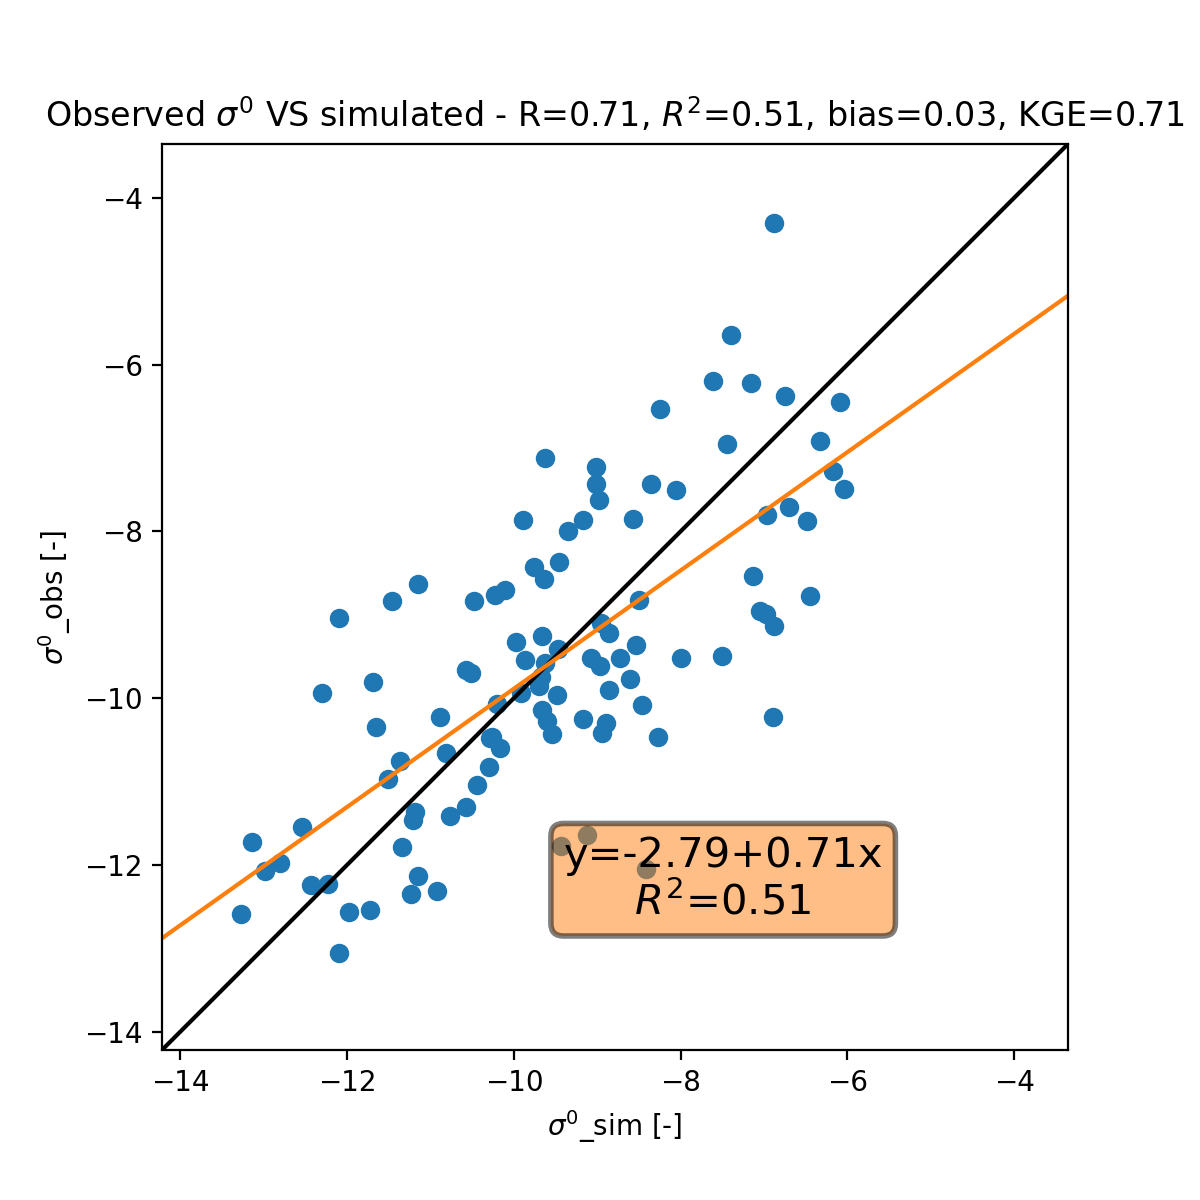 Observed σ⁰ VS simulated - R=0.71, R²=0.51, bias=0.03, KGE=0.71
−4
−6
−8
−10
−12
−14
σ⁰_obs [-]
y=-2.79+0.71x
R²=0.51
−14 −12 −10 −8 −6 −4
σ⁰_sim [-]